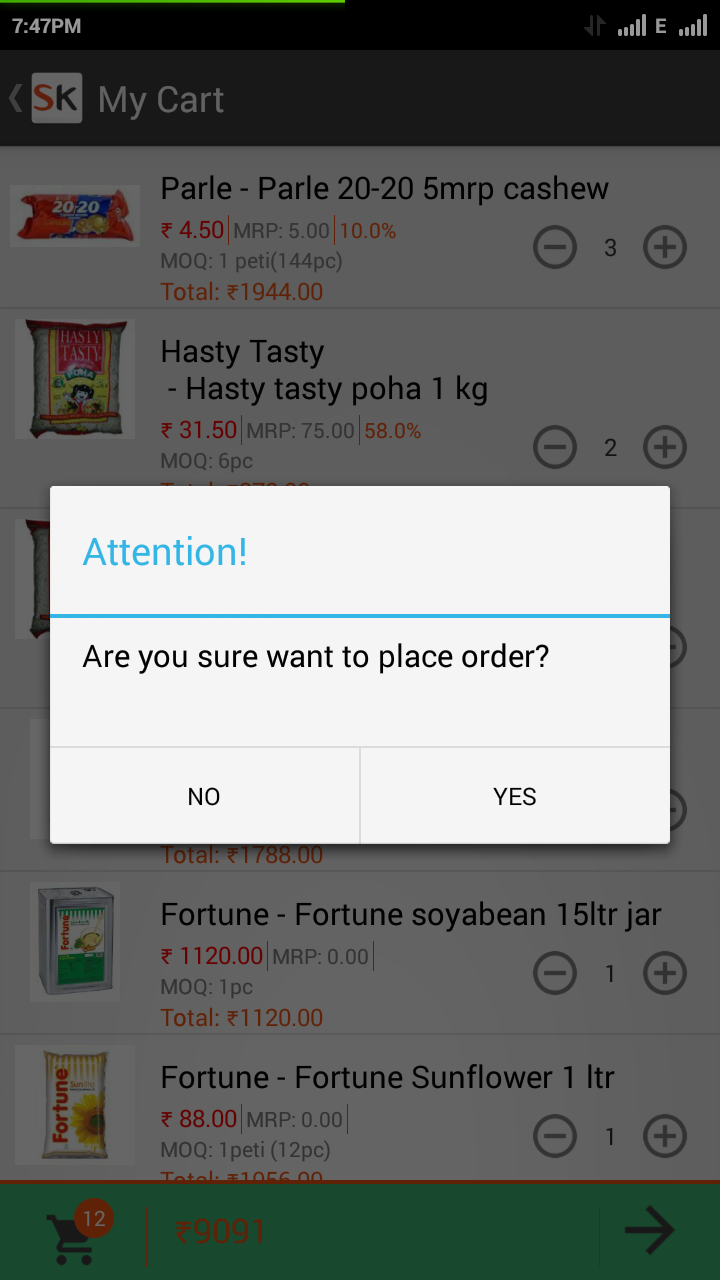 7:47PM
E
SK
My Cart
20-20
Parle - Parle 20-20 5mrp cashew
₹ 4.50 MRP: 5.00 10.0%
MOQ: 1 peti(144pc)
Total: ₹1944.00
3
HASTY
TASTY
POHA
Hasty Tasty
- Hasty tasty poha 1 kg
₹ 31.50 MRP: 75.00 58.0%
MOQ: 6pc
2
Attention!
Are you sure want to place order?
NO
YES
Total: ₹1788.00
Fortune
Fortune - Fortune soyabean 15ltr jar
₹ 1120.00 MRP: 0.00
MOQ: 1pc
Total: ₹1120.00
1
Fortune
Fortune - Fortune Sunflower 1 ltr
₹ 88.00 MRP: 0.00
MOQ: 1peti (12pc)
Total: ₹1056.00
1
12
₹9091